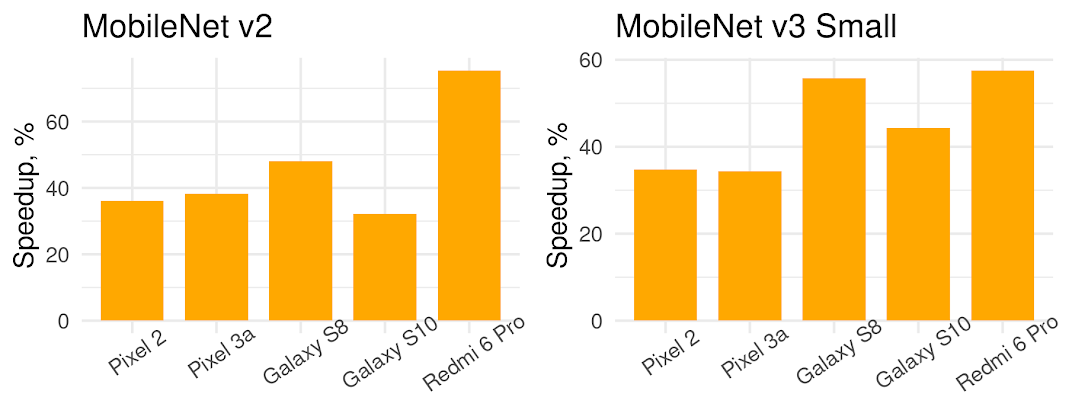 MobileNet v2
Speedup, %
60
40
20
0
Pixel 2
Pixel 3a
Galaxy S8
Galaxy S10
Redmi 6 Pro
MobileNet v3 Small
Speedup, %
60
40
20
0
Pixel 2
Pixel 3a
Galaxy S8
Galaxy S10
Redmi 6 Pro